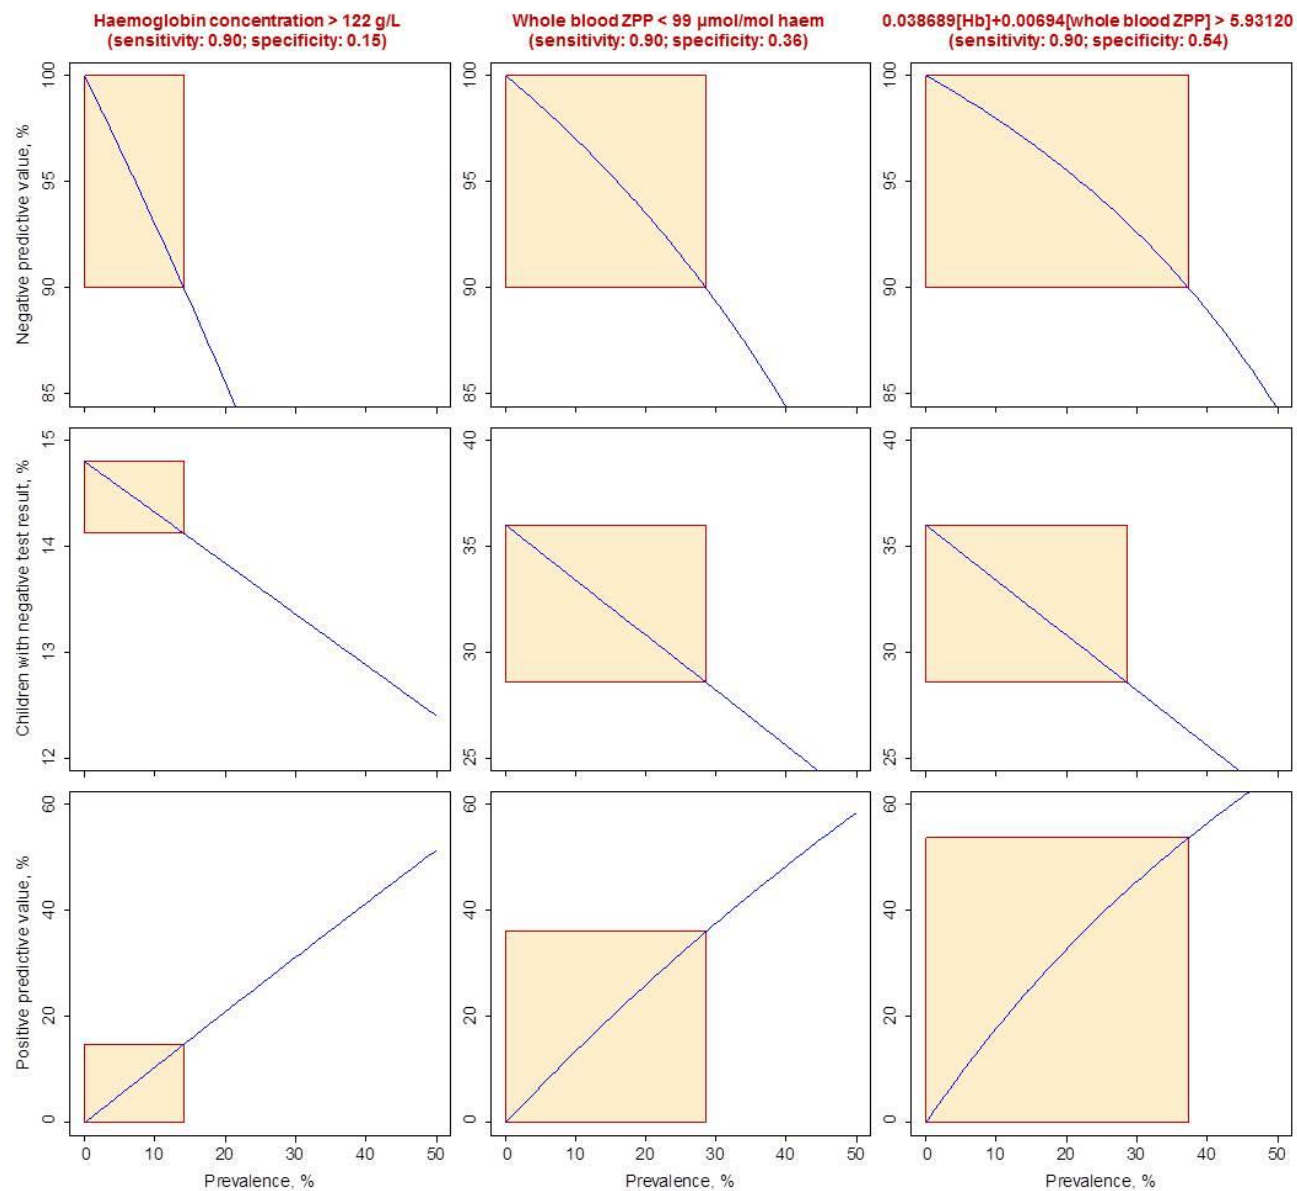 Haemoglobin concentration > 122 g/L
(sensitivity: 0.90; specificity: 0.15)
Whole blood ZPP < 99 µmol/mol haem
(sensitivity: 0.90; specificity: 0.36)
0.038689[Hb]+0.00694[whole blood ZPP] > 5.93120
(sensitivity: 0.90; specificity: 0.54)
Negative predictive value, %
100
95
90
85
100
95
90
85
100
95
90
85
Children with negative test result, %
15
14
13
12
40
35
30
25
40
35
30
25
Positive predictive value, %
60
40
20
0
60
40
20
0
60
40
20
0
0 10 20 30 40 50
0 10 20 30 40 50
0 10 20 30 40 50
Prevalence, %
Prevalence, %
Prevalence, %